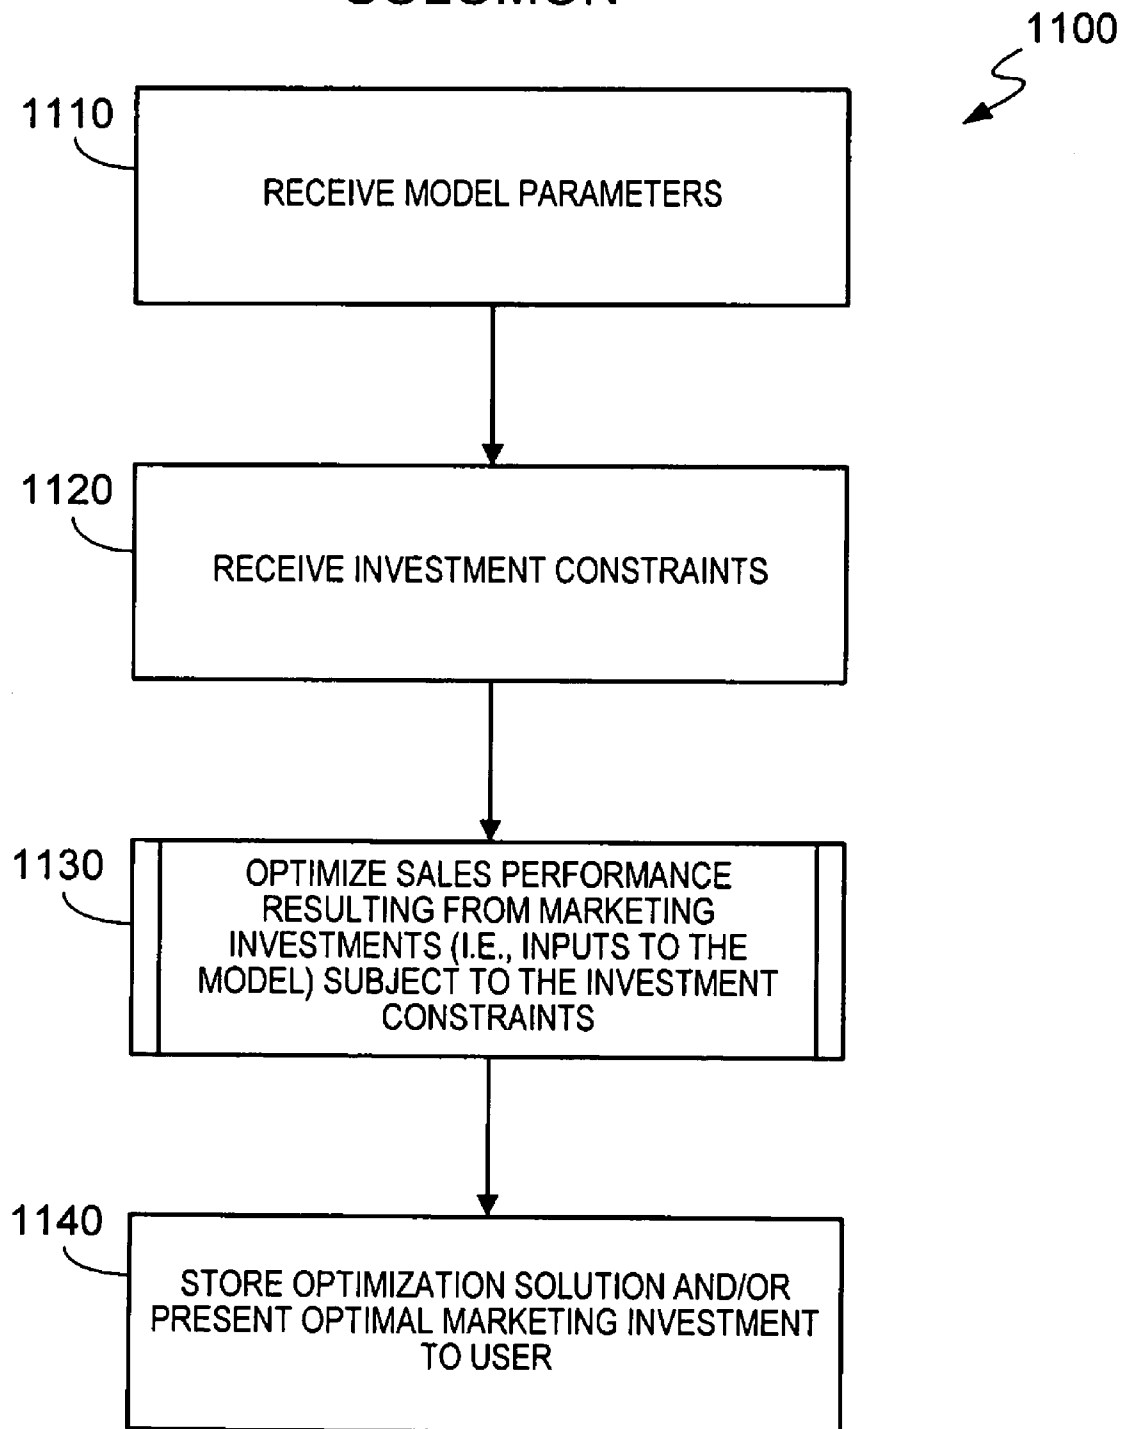 SOLOMON
1100
1110
RECEIVE MODEL PARAMETERS
1120
RECEIVE INVESTMENT CONSTRAINTS
1130
OPTIMIZE SALES PERFORMANCE
RESULTING FROM MARKETING
INVESTMENTS (I.E., INPUTS TO THE
MODEL) SUBJECT TO THE INVESTMENT
CONSTRAINTS
1140
STORE OPTIMIZATION SOLUTION AND/OR
PRESENT OPTIMAL MARKETING INVESTMENT
TO USER